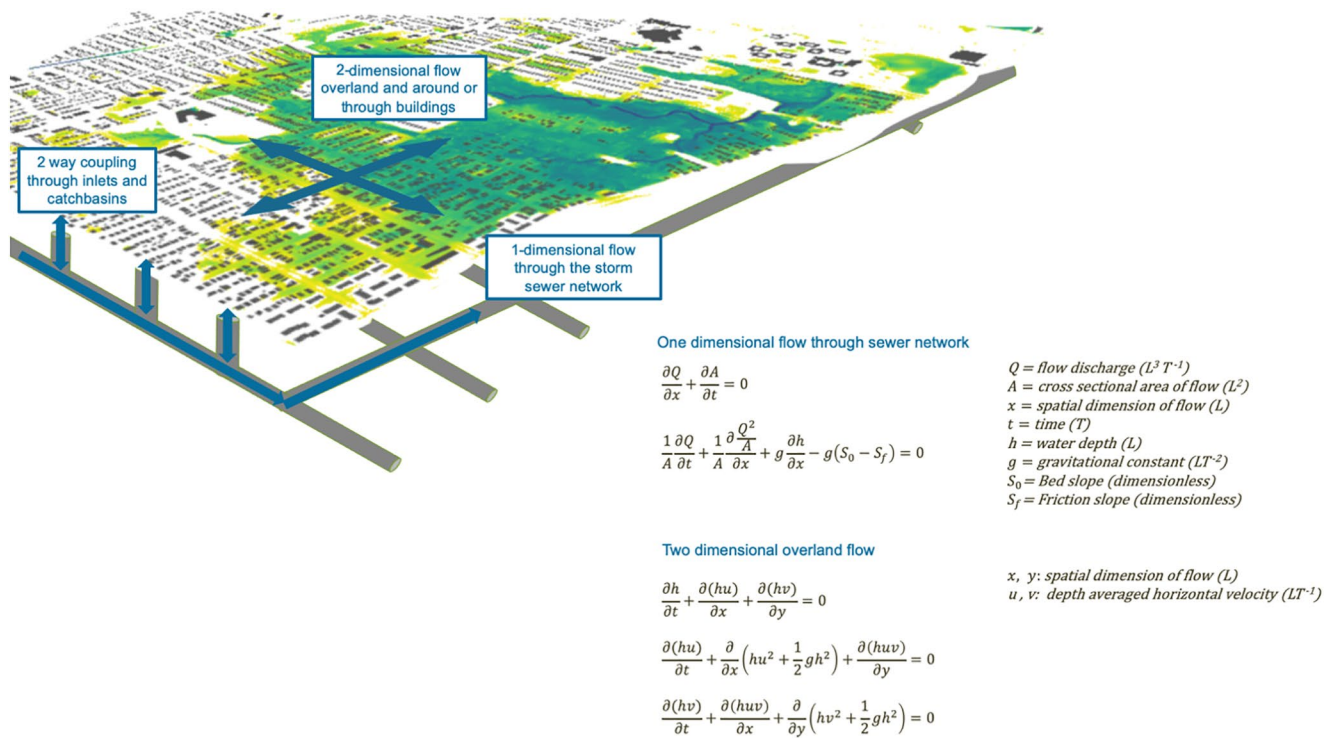 2-dimensional flow
overland and around or
through buildings
2 way coupling
through inlets and
catchbasins
1-dimensional flow
through the storm
sewer network
One dimensional flow through sewer network
∂Q/∂x + ∂A/∂t = 0
1/A ∂Q/∂t + 1/A ∂(Q²/A)/∂x + g ∂h/∂x − g(S₀ − S_f) = 0
Q = flow discharge (L³ T⁻¹)
A = cross sectional area of flow (L²)
x = spatial dimension of flow (L)
t = time (T)
h = water depth (L)
g = gravitational constant (LT⁻²)
S₀ = Bed slope (dimensionless)
S_f = Friction slope (dimensionless)
Two dimensional overland flow
∂h/∂t + ∂(hu)/∂x + ∂(hv)/∂y = 0
∂(hu)/∂t + ∂/∂x (hu² + 1/2 gh²) + ∂(huv)/∂y = 0
∂(hv)/∂t + ∂(huv)/∂x + ∂/∂y (hv² + 1/2 gh²) = 0
x, y: spatial dimension of flow (L)
u, v: depth averaged horizontal velocity (LT⁻¹)